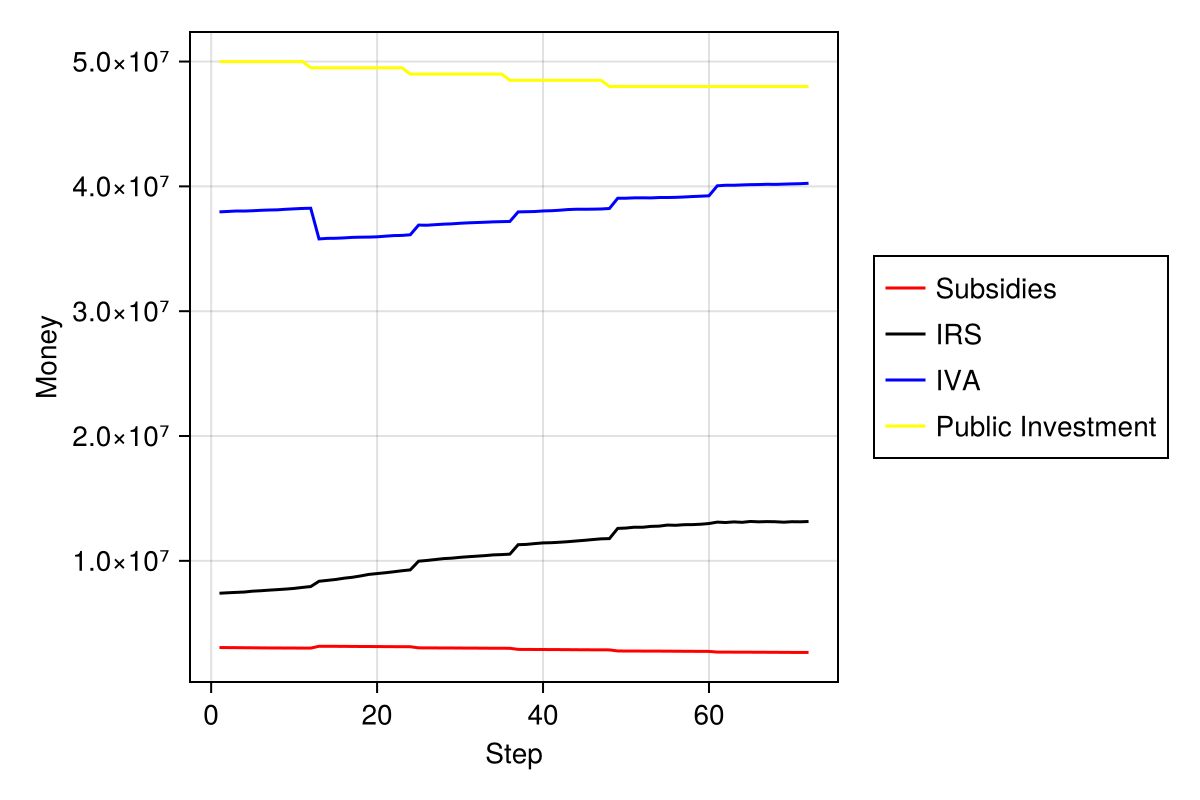 5.0×10⁷
4.0×10⁷
3.0×10⁷
2.0×10⁷
1.0×10⁷
Money
0 20 40 60
Step
Subsidies
IRS
IVA
Public Investment